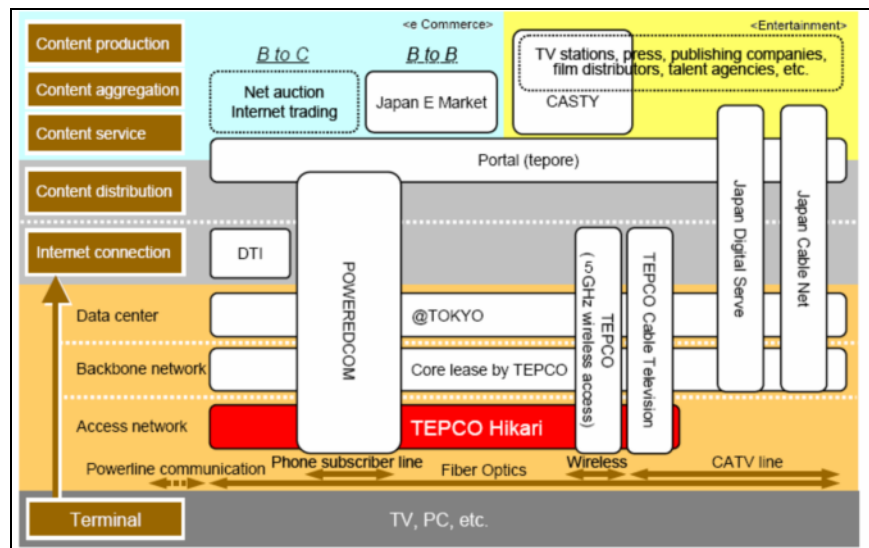 <e Commerce>
<Entertainment>
Content production
B to C
B to B
TV stations, press, publishing companies,
film distributors, talent agencies, etc.
Content aggregation
Net auction
Internet trading
Japan E Market
CASTY
Content service
Portal (tepore)
Content distribution
Internet connection
DTI
POWEREDCOM
TEPCO
(5GHz wireless access)
TEPCO Cable Television
Japan Digital Serve
Japan Cable Net
Data center
@TOKYO
Backbone network
Core lease by TEPCO
Access network
TEPCO Hikari
Powerline communication
Phone subscriber line
Fiber Optics
Wireless
CATV line
Terminal
TV, PC, etc.